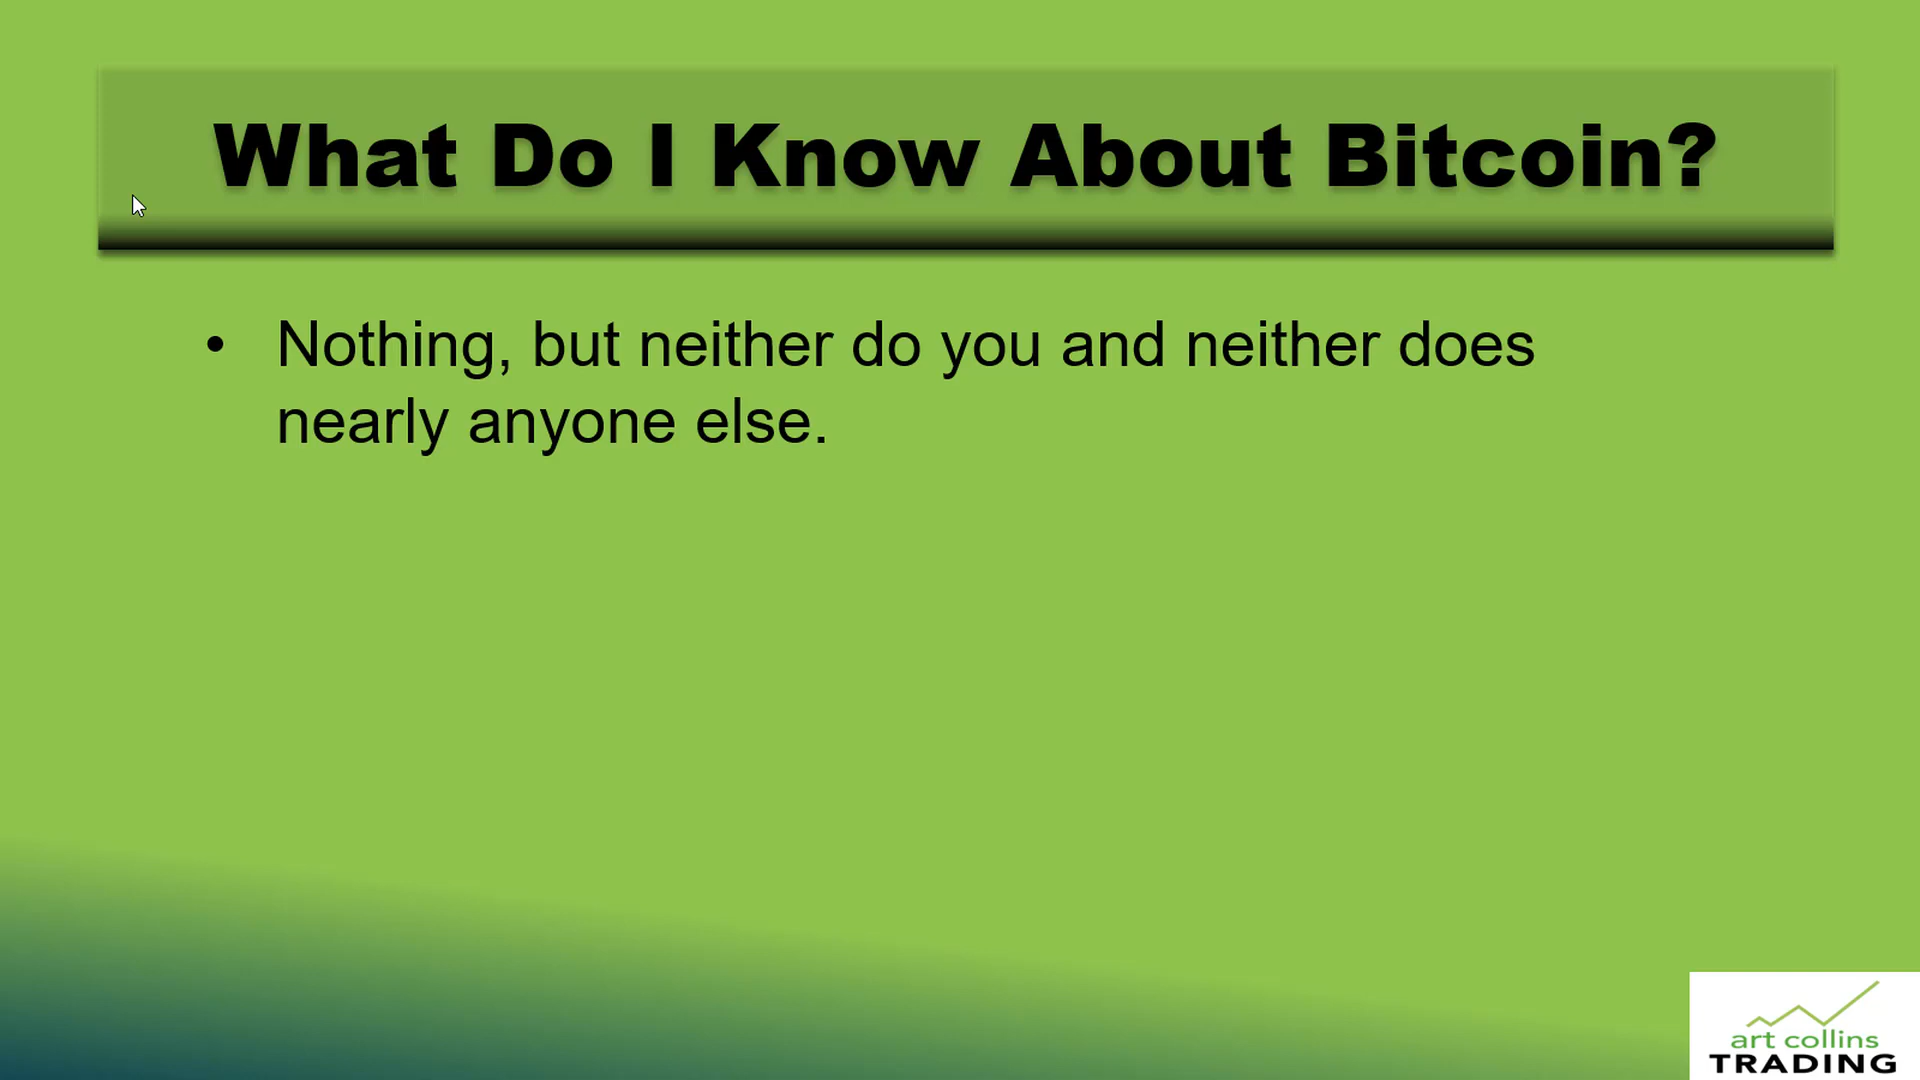 What Do I Know About Bitcoin?
• Nothing, but neither do you and neither does
nearly anyone else.
art collins
TRADING